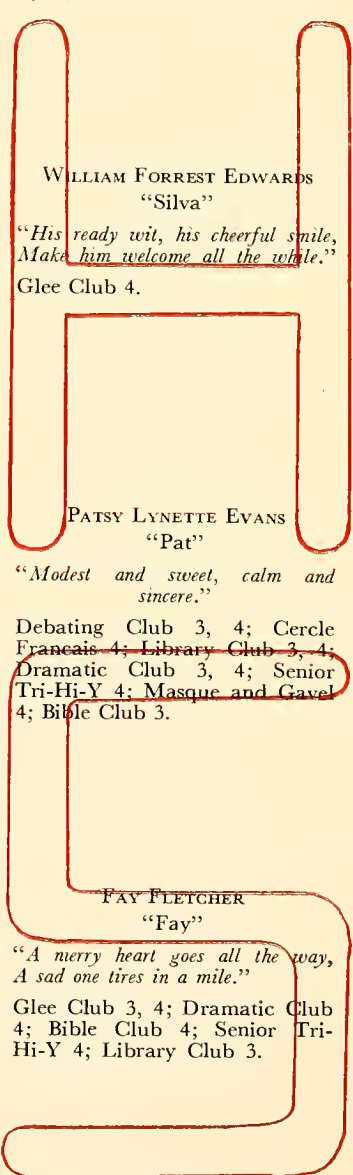 WILLIAM FORREST EDWARDS
"Silva"
"His ready wit, his cheerful smile,
Make him welcome all the while."
Glee Club 4.
PATSY LYNETTE EVANS
"Pat"
"Modest and sweet, calm and
sincere."
Debating Club 3, 4; Cercle
Francais 4; Library Club 3, 4;
Dramatic Club 3, 4; Senior
Tri-Hi-Y 4; Masque and Gavel
4; Bible Club 3.
FAY FLETCHER
"Fay"
"A merry heart goes all the way,
A sad one tires in a mile."
Glee Club 3, 4; Dramatic Club
4; Bible Club 4; Senior Tri-
Hi-Y 4; Library Club 3.